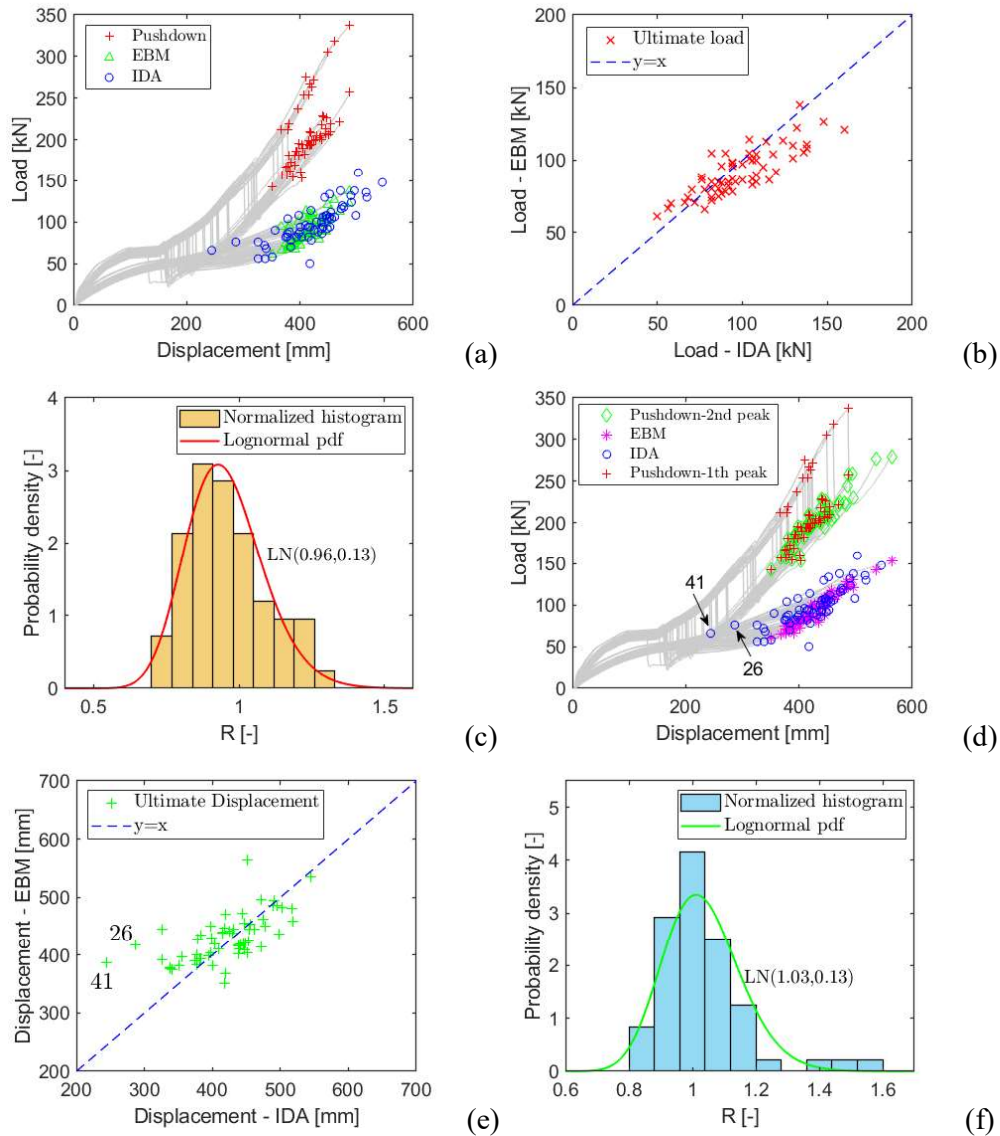 350
300
250
200
150
100
50
0
Load [kN]
Pushdown
EBM
IDA
0 200 400 600
Displacement [mm]
(a)
200
150
100
50
0
Load - EBM [kN]
Ultimate load
y=x
0 50 100 150 200
Load - IDA [kN]
(b)
4
3
2
1
0
Probability density [-]
Normalized histogram
Lognormal pdf
LN(0.96,0.13)
0.5 1 1.5
R [-]
(c)
350
300
250
200
150
100
50
0
Load [kN]
Pushdown-2nd peak
EBM
IDA
Pushdown-1th peak
41
26
0 200 400 600
Displacement [mm]
(d)
700
600
500
400
300
200
Displacement - EBM [mm]
Ultimate Displacement
y=x
26
41
200 300 400 500 600 700
Displacement - IDA [mm]
(e)
5
4
3
2
1
0
Probability density [-]
Normalized histogram
Lognormal pdf
LN(1.03,0.13)
0.6 0.8 1 1.2 1.4 1.6
R [-]
(f)